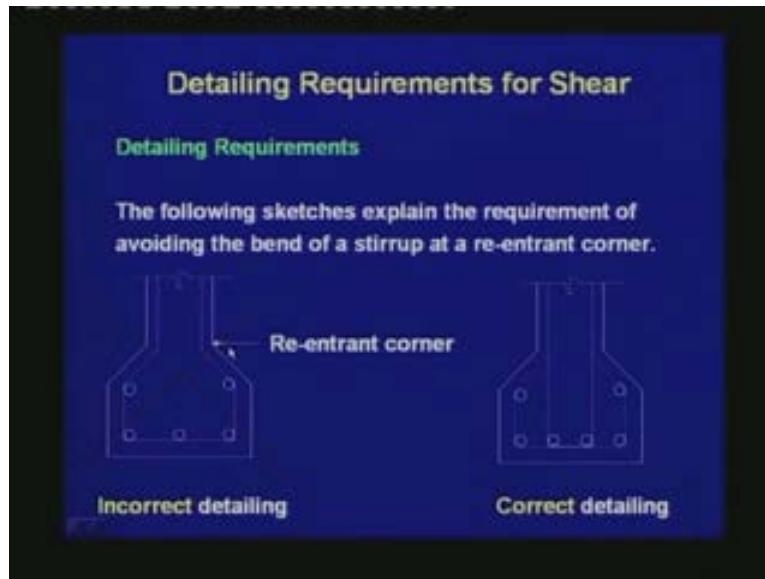 Detailing Requirements for Shear
Detailing Requirements
The following sketches explain the requirement of
avoiding the bend of a stirrup at a re-entrant corner.
Re-entrant corner
Incorrect detailing
Correct detailing